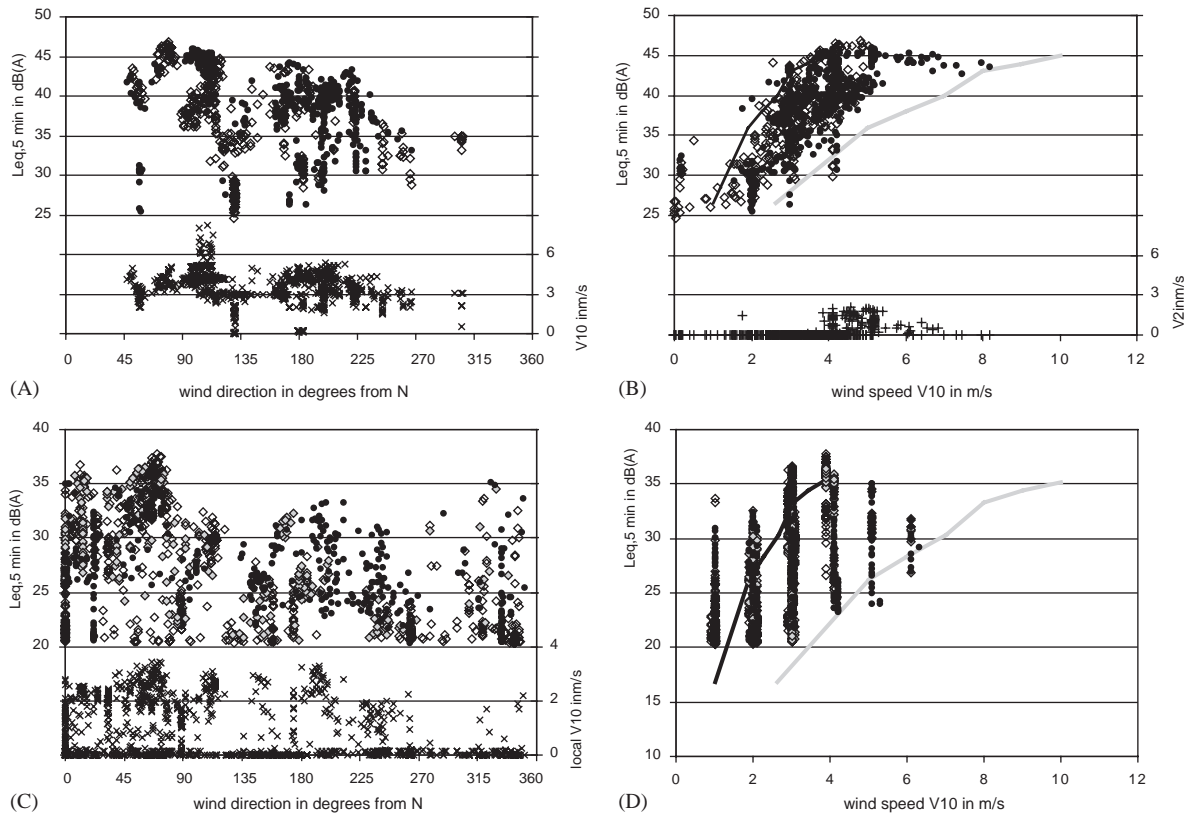 50
45
40
35
30
25
Leq,5 min in dB(A)
6
3
0
V10 inm/s
0 45 90 135 180 225 270 315 360
wind direction in degrees from N
(A)
50
45
40
35
30
25
Leq,5 min in dB(A)
6
3
0
V2inm/s
0 2 4 6 8 10 12
wind speed V10 in m/s
(B)
40
35
30
25
20
Leq,5 min in dB(A)
4
2
0
local V10 inm/s
0 45 90 135 180 225 270 315 360
wind direction in degrees from N
(C)
40
35
30
25
20
15
10
Leq,5 min in dB(A)
0 2 4 6 8 10 12
wind speed V10 in m/s
(D)